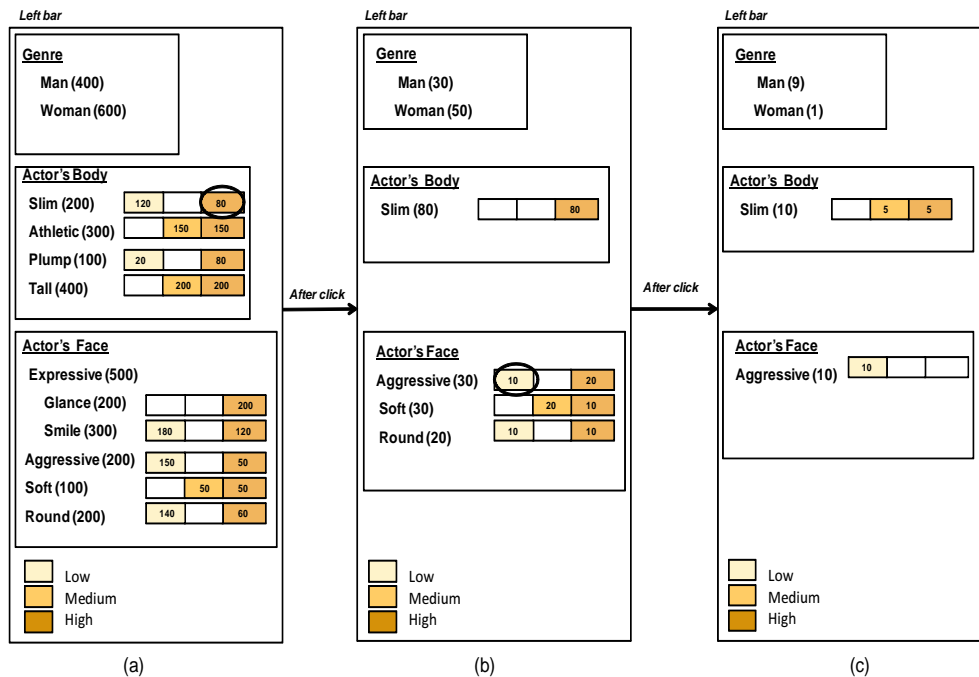 Left bar
Genre
Man (400)
Woman (600)
Actor's Body
Slim (200) 120 80
Athletic (300) 150 150
Plump (100) 20 80
Tall (400) 200 200
Actor's Face
Expressive (500)
Glance (200) 200
Smile (300) 180 120
Aggressive (200) 150 50
Soft (100) 50 50
Round (200) 140 60
Low
Medium
High
(a)
After click
Left bar
Genre
Man (30)
Woman (50)
Actor's Body
Slim (80) 80
Actor's Face
Aggressive (30) 10 20
Soft (30) 20 10
Round (20) 10 10
Low
Medium
High
(b)
After click
Left bar
Genre
Man (9)
Woman (1)
Actor's Body
Slim (10) 5 5
Actor's Face
Aggressive (10) 10
Low
Medium
High
(c)